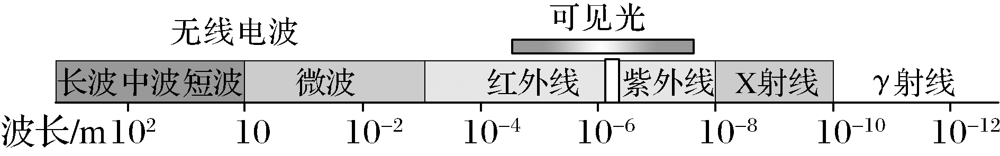 可见光
无线电波
长波 中波 短波 微波 红外线 紫外线 X射线 γ射线
波长/m 10² 10 10⁻² 10⁻⁴ 10⁻⁶ 10⁻⁸ 10⁻¹⁰ 10⁻¹²